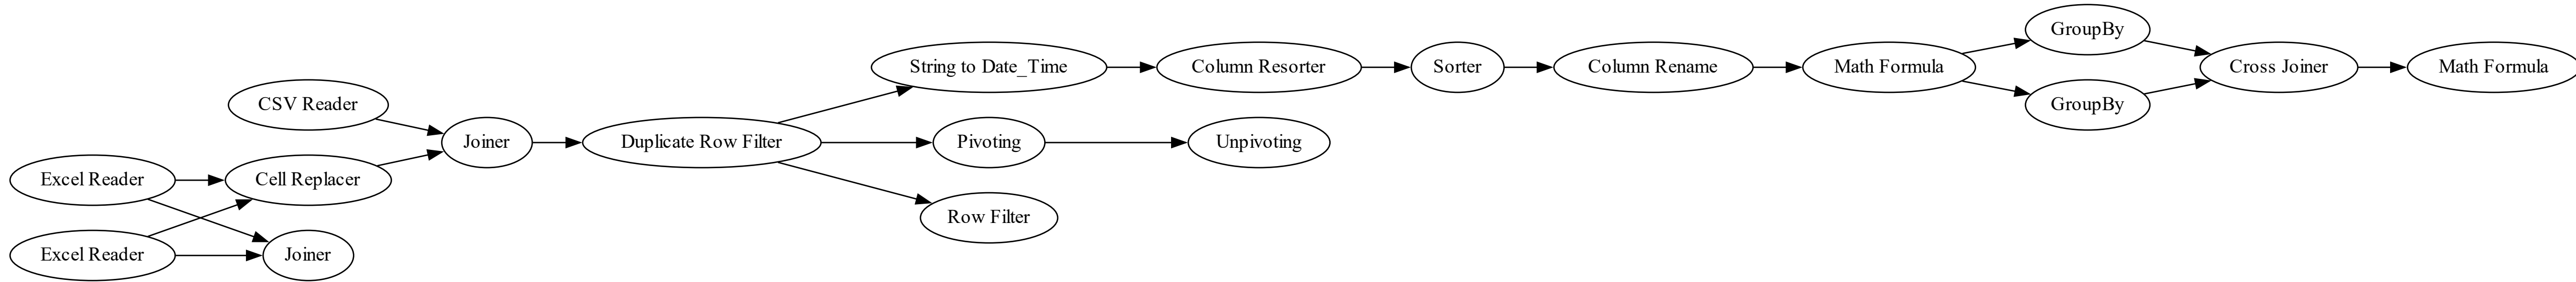 CSV Reader
Excel Reader
Excel Reader
Cell Replacer
Joiner
Joiner
Duplicate Row Filter
String to Date_Time
Pivoting
Row Filter
Column Resorter
Unpivoting
Sorter
Column Rename
Math Formula
GroupBy
GroupBy
Cross Joiner
Math Formula